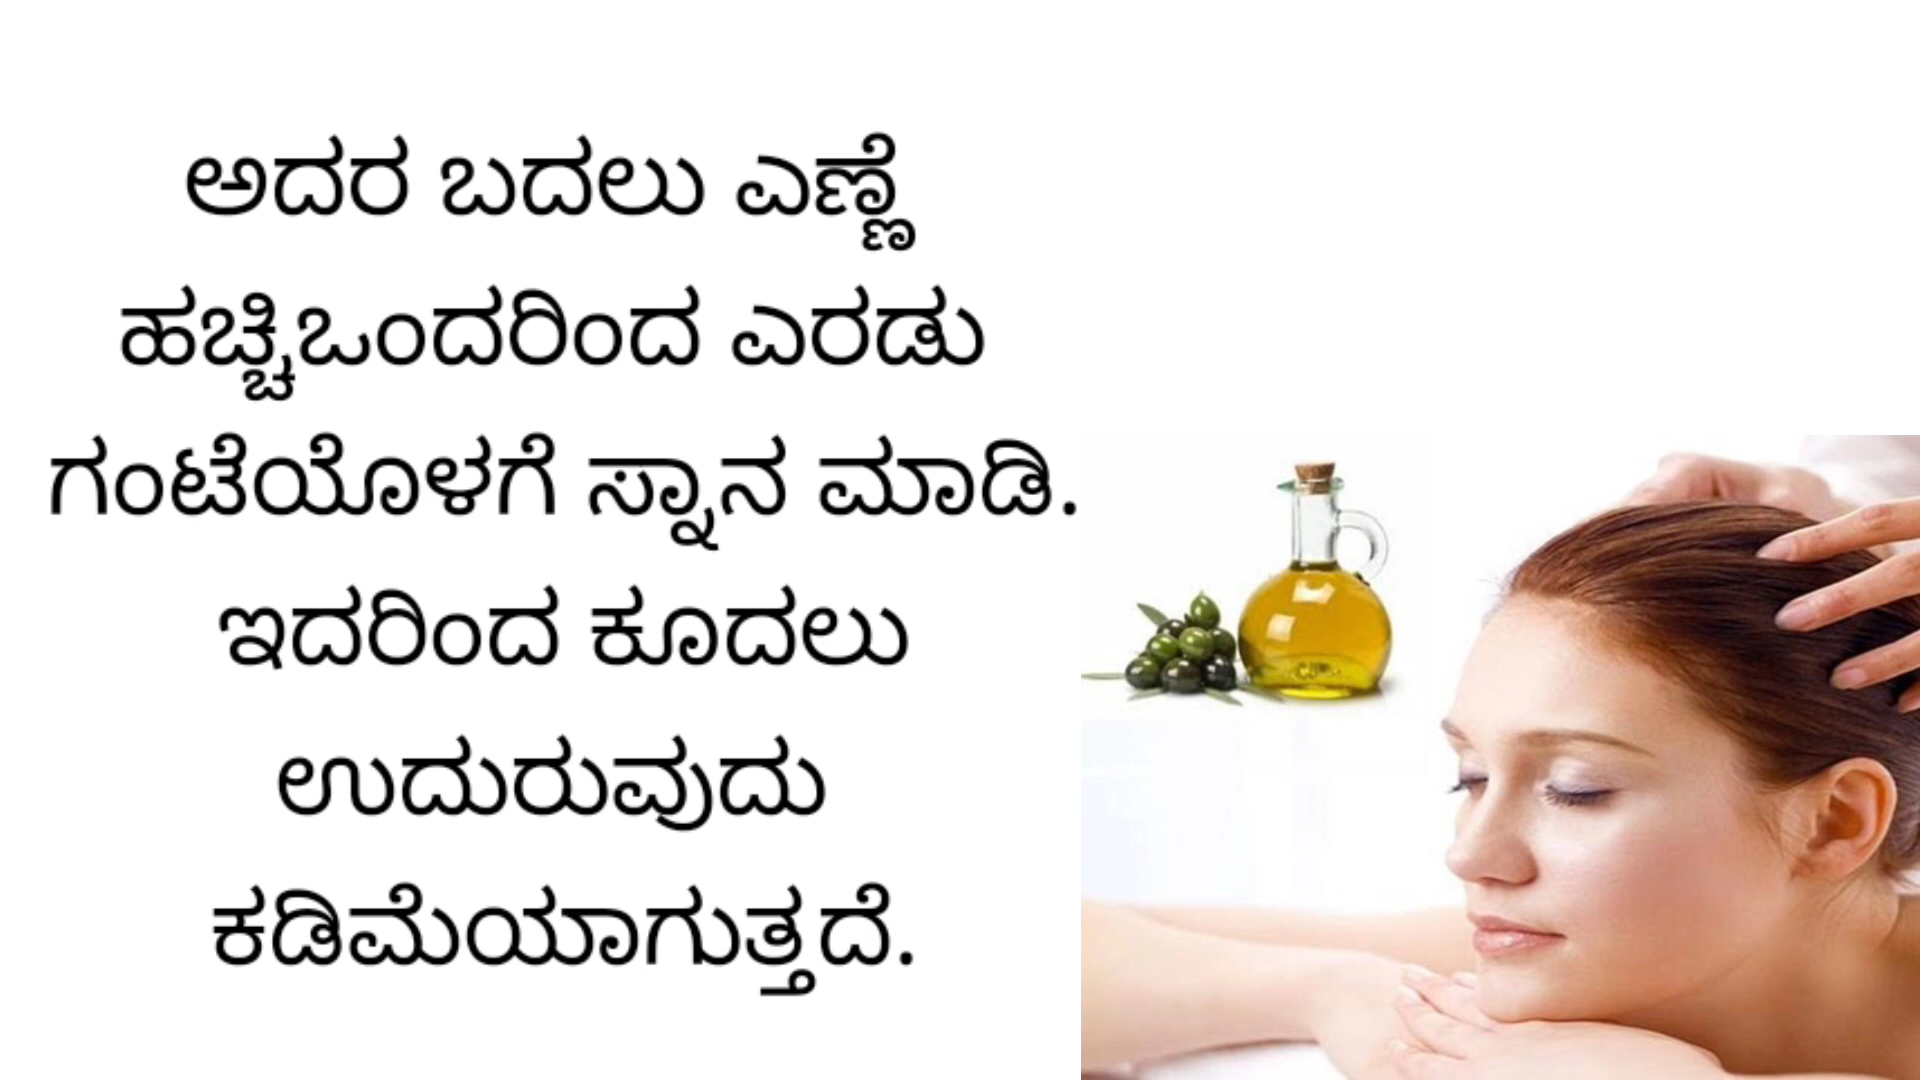 ಅದರ ಬದಲು ಎಣ್ಣೆ
ಹಚ್ಚಿಒಂದರಿಂದ ಎರಡು
ಗಂಟೆಯೊಳಗೆ ಸ್ನಾನ ಮಾಡಿ.
ಇದರಿಂದ ಕೂದಲು
ಉದುರುವುದು
ಕಡಿಮೆಯಾಗುತ್ತದೆ.